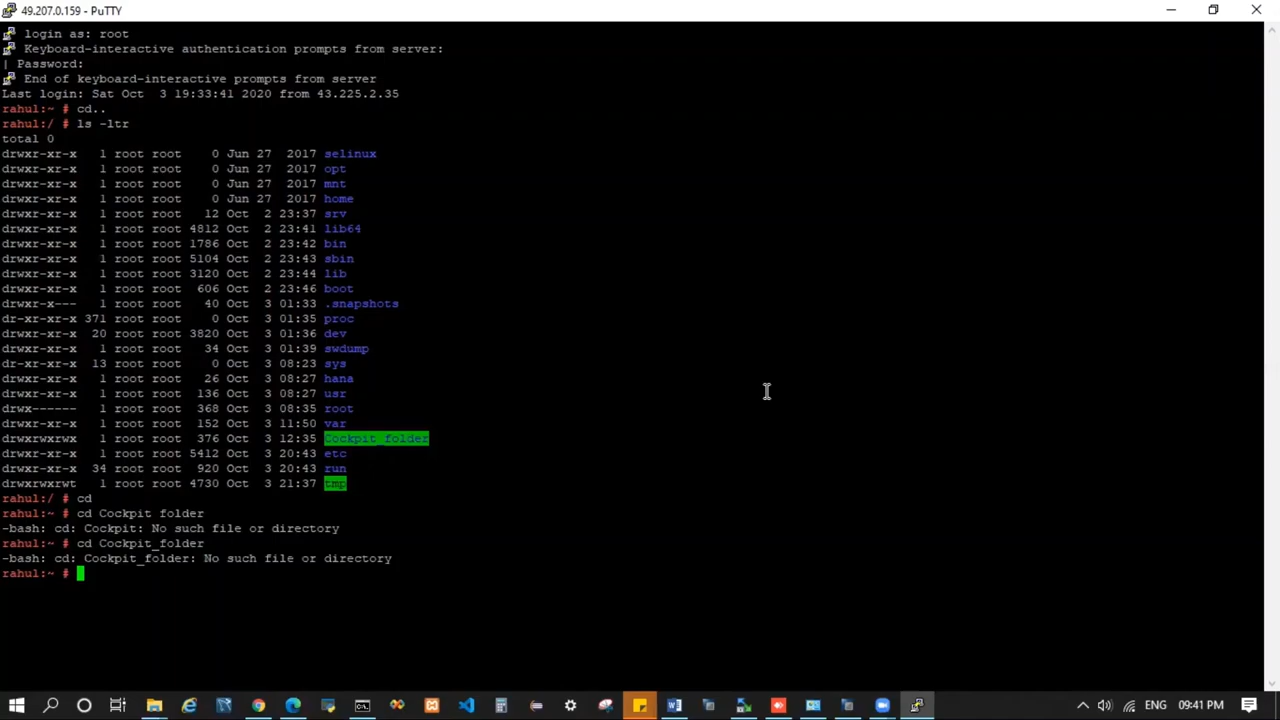 49.207.0.159 - PuTTY
login as: root
Keyboard-interactive authentication prompts from server:
| Password:
End of keyboard-interactive prompts from server
Last login: Sat Oct  3 19:33:41 2020 from 43.225.2.35
rahul:~ # cd..
rahul:/ # ls -ltr
total 0
drwxr-xr-x   1 root root    0 Jun 27  2017 selinux
drwxr-xr-x   1 root root    0 Jun 27  2017 opt
drwxr-xr-x   1 root root    0 Jun 27  2017 mnt
drwxr-xr-x   1 root root    0 Jun 27  2017 home
drwxr-xr-x   1 root root   12 Oct  2 23:37 srv
drwxr-xr-x   1 root root 4812 Oct  2 23:41 lib64
drwxr-xr-x   1 root root 1786 Oct  2 23:42 bin
drwxr-xr-x   1 root root 5104 Oct  2 23:43 sbin
drwxr-xr-x   1 root root 3120 Oct  2 23:44 lib
drwxr-xr-x   1 root root  606 Oct  2 23:46 boot
drwxr-x---   1 root root   40 Oct  3 01:33 .snapshots
dr-xr-xr-x 371 root root    0 Oct  3 01:35 proc
drwxr-xr-x  20 root root 3820 Oct  3 01:36 dev
drwxr-xr-x   1 root root   34 Oct  3 01:39 swdump
dr-xr-xr-x  13 root root    0 Oct  3 08:23 sys
drwxr-xr-x   1 root root   26 Oct  3 08:27 hana
drwxr-xr-x   1 root root  136 Oct  3 08:27 usr
drwx------   1 root root  368 Oct  3 08:35 root
drwxr-xr-x   1 root root  152 Oct  3 11:50 var
drwxrwxrwx   1 root root  376 Oct  3 12:35 Cockpit_folder
drwxr-xr-x   1 root root 5412 Oct  3 20:43 etc
drwxr-xr-x  34 root root  920 Oct  3 20:43 run
drwxrwxrwt   1 root root 4730 Oct  3 21:37 tmp
rahul:/ # cd
rahul:~ # cd Cockpit folder
-bash: cd: Cockpit: No such file or directory
rahul:~ # cd Cockpit_folder
-bash: cd: Cockpit_folder: No such file or directory
rahul:~ #
ENG 09:41 PM